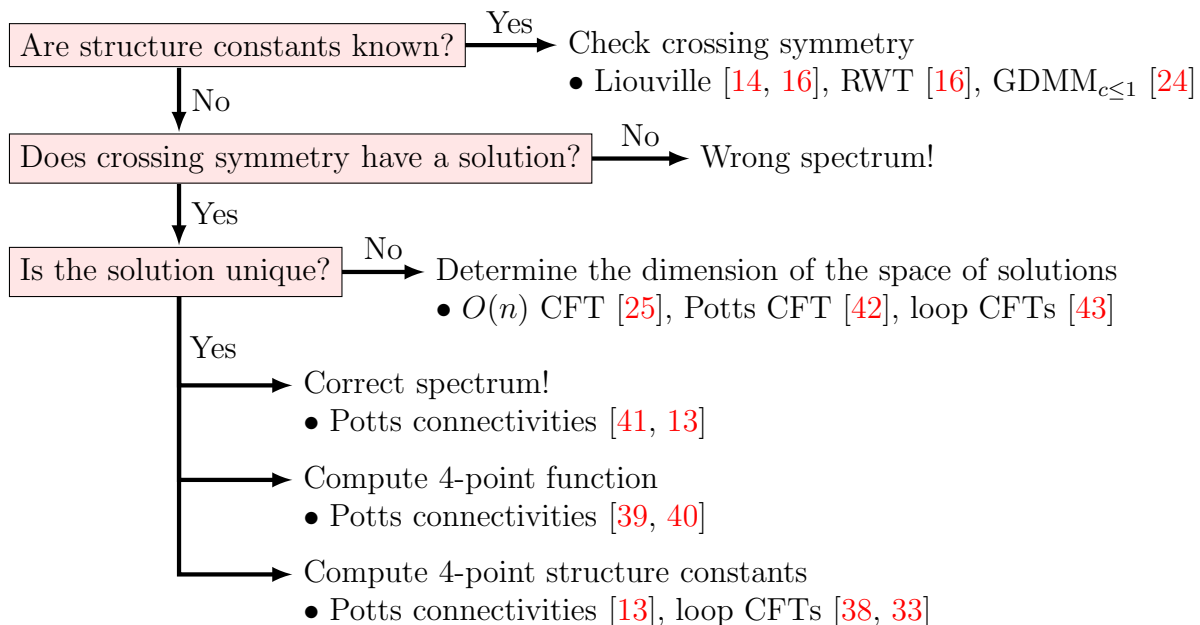 Are structure constants known?
Yes
Check crossing symmetry
• Liouville [14, 16], RWT [16], GDMM_{c≤1} [24]
No
Does crossing symmetry have a solution?
No
Wrong spectrum!
Yes
Is the solution unique?
No
Determine the dimension of the space of solutions
• O(n) CFT [25], Potts CFT [42], loop CFTs [43]
Yes
Correct spectrum!
• Potts connectivities [41, 13]
Compute 4-point function
• Potts connectivities [39, 40]
Compute 4-point structure constants
• Potts connectivities [13], loop CFTs [38, 33]